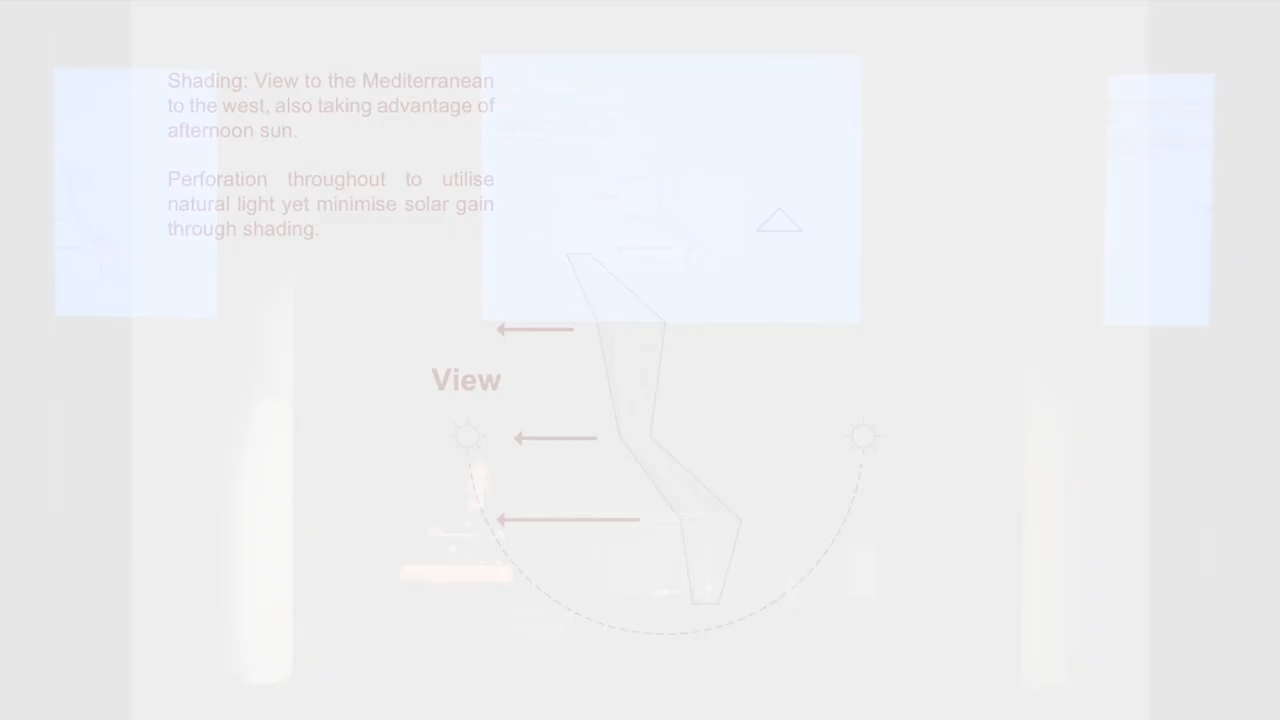 Shading: View to the Mediterranean
to the west, also taking advantage of
afternoon sun.
Perforation throughout to utilise
natural light yet minimise solar gain
through shading.
View